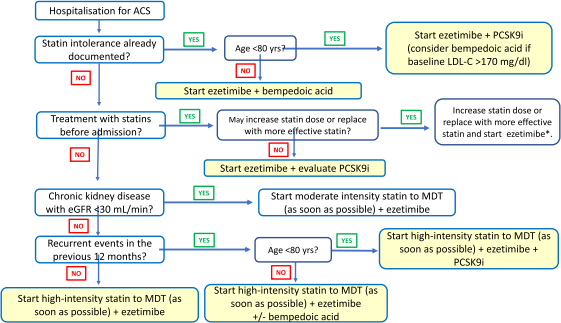 Hospitalisation for ACS
Statin intolerance already
documented?
YES
Age <80 yrs?
YES
Start ezetimibe + PCSK9i
(consider bempedoic acid if
baseline LDL-C >170 mg/dl)
NO
NO
Start ezetimibe + bempedoic acid
Treatment with statins
before admission?
YES
May increase statin dose or replace
with more effective statin?
YES
Increase statin dose or
replace with more effective
statin and start ezetimibe*.
NO
NO
Start ezetimibe + evaluate PCSK9i
Chronic kidney disease
with eGFR <30 mL/min?
YES
Start moderate intensity statin to MDT
(as soon as possible) + ezetimibe
NO
Recurrent events in the
previous 12 months?
YES
Age <80 yrs?
YES
Start high-intensity statin to MDT (as
soon as possible) + ezetimibe +
PCSK9i
NO
NO
Start high-intensity statin to MDT (as
soon as possible) + ezetimibe
Start high-intensity statin to MDT (as
soon as possible) + ezetimibe
+/- bempedoic acid